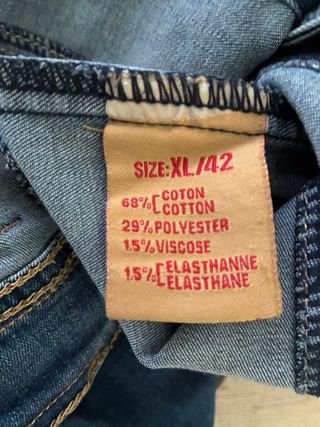 SIZE:XL/42
68%[COTON
COTTON
29%POLYESTER
1.5%VISCOSE
1.5%[ELASTHANNE
ELASTHANE